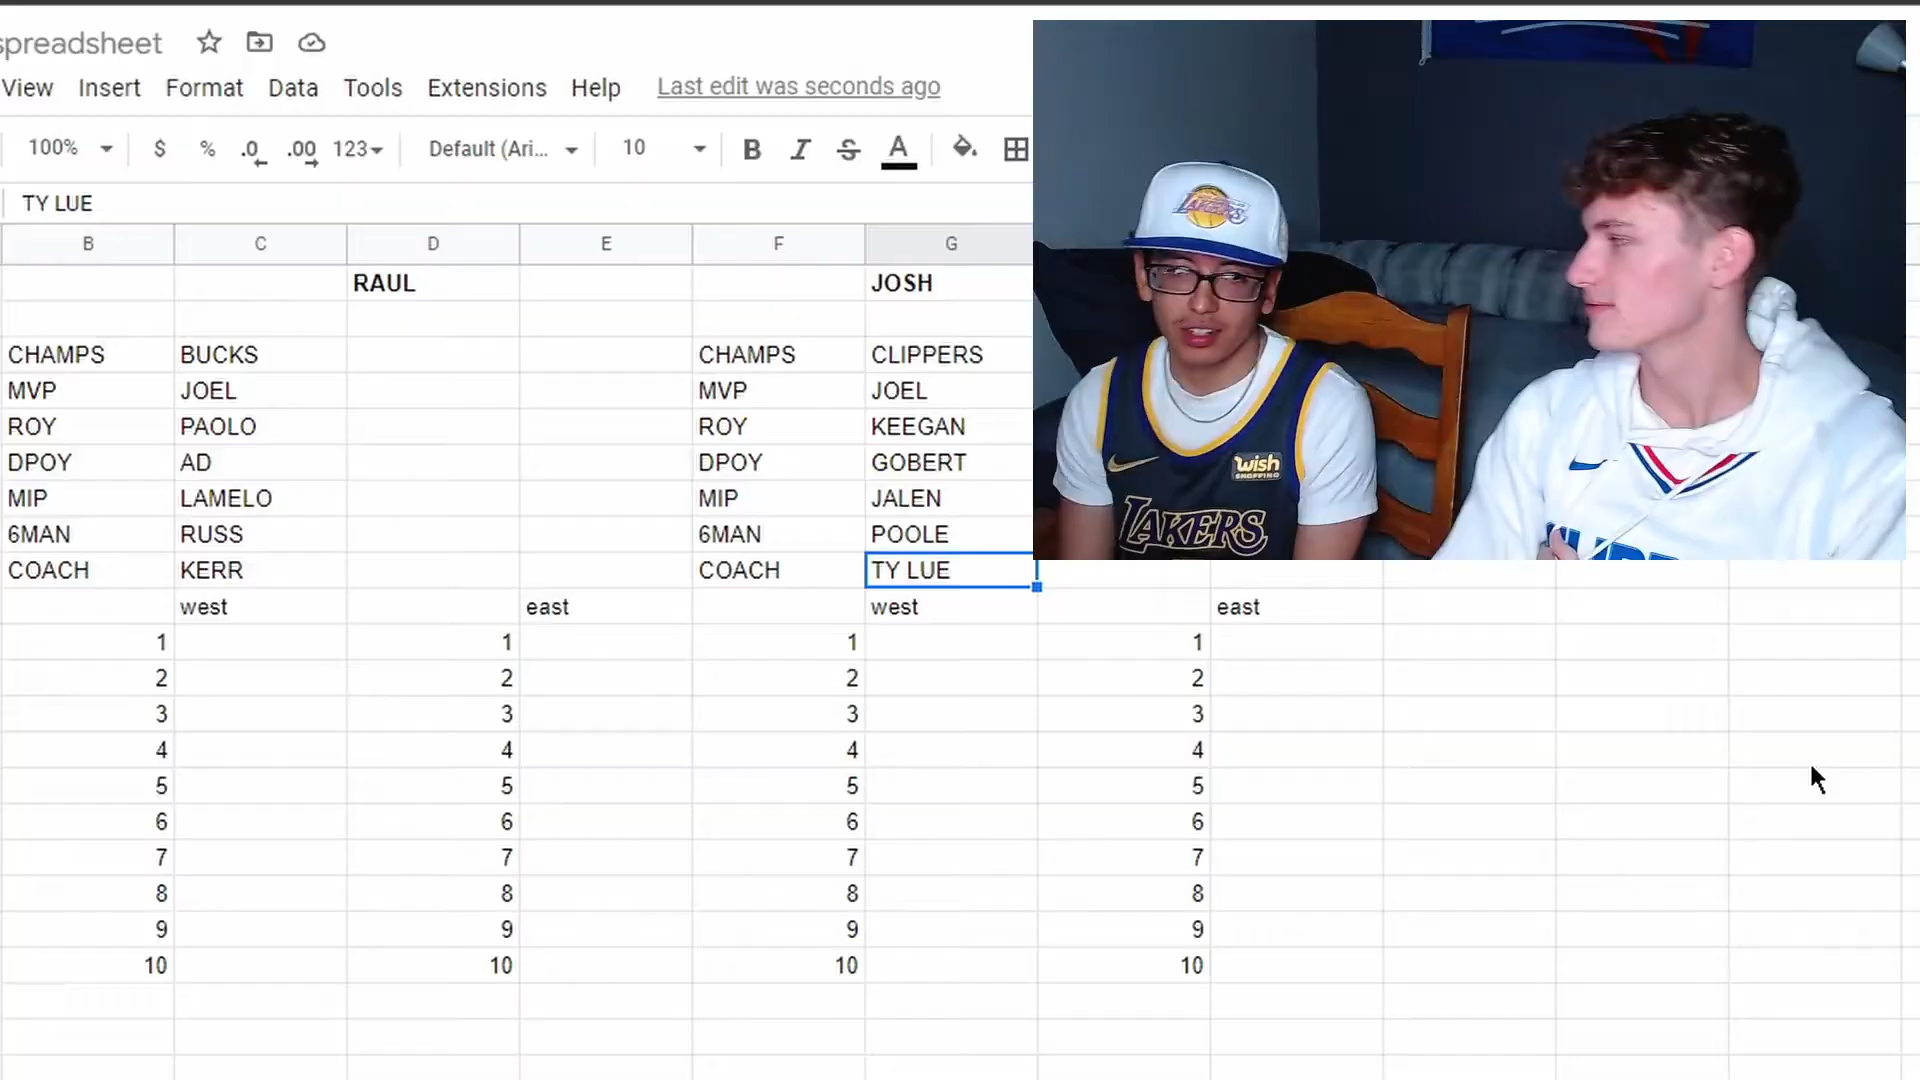 spreadsheet
View Insert Format Data Tools Extensions Help Last edit was seconds ago
100% $ % .0 .00 123 Default (Ari... 10 B I S A
TY LUE
B C D E F G
RAUL JOSH
CHAMPS BUCKS CHAMPS CLIPPERS
MVP JOEL MVP JOEL
ROY PAOLO ROY KEEGAN
DPOY AD DPOY GOBERT
MIP LAMELO MIP JALEN
6MAN RUSS 6MAN POOLE
COACH KERR COACH TY LUE
west east west east
1 1 1 1
2 2 2 2
3 3 3 3
4 4 4 4
5 5 5 5
6 6 6 6
7 7 7 7
8 8 8 8
9 9 9 9
10 10 10 10
LAKERS
wish
SHOPPING
LAKERS